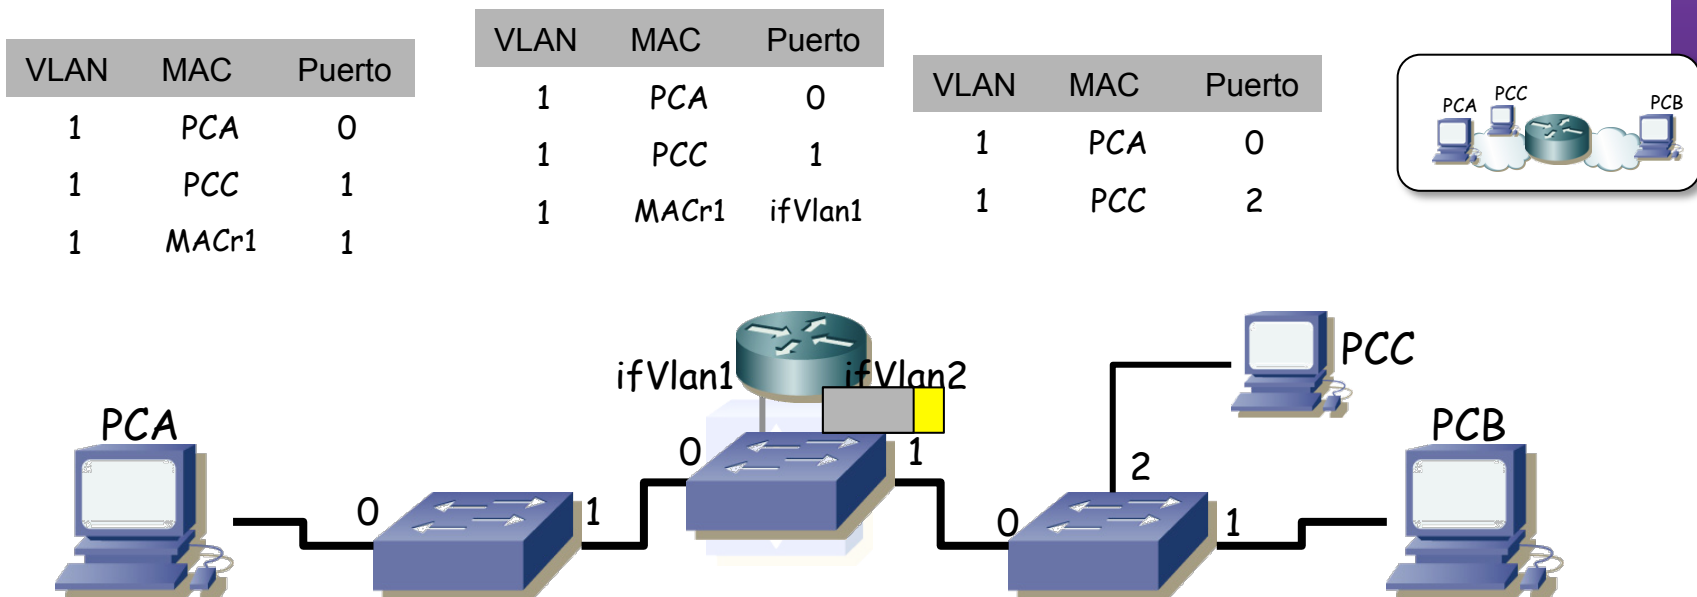 VLAN MAC Puerto
1 PCA 0
1 PCC 1
1 MACr1 1
VLAN MAC Puerto
1 PCA 0
1 PCC 1
1 MACr1 ifVlan1
VLAN MAC Puerto
1 PCA 0
1 PCC 2
PCA PCC PCB
ifVlan1 ifVlan2
PCC
PCA
PCB
0 1
2
0 1
0 1